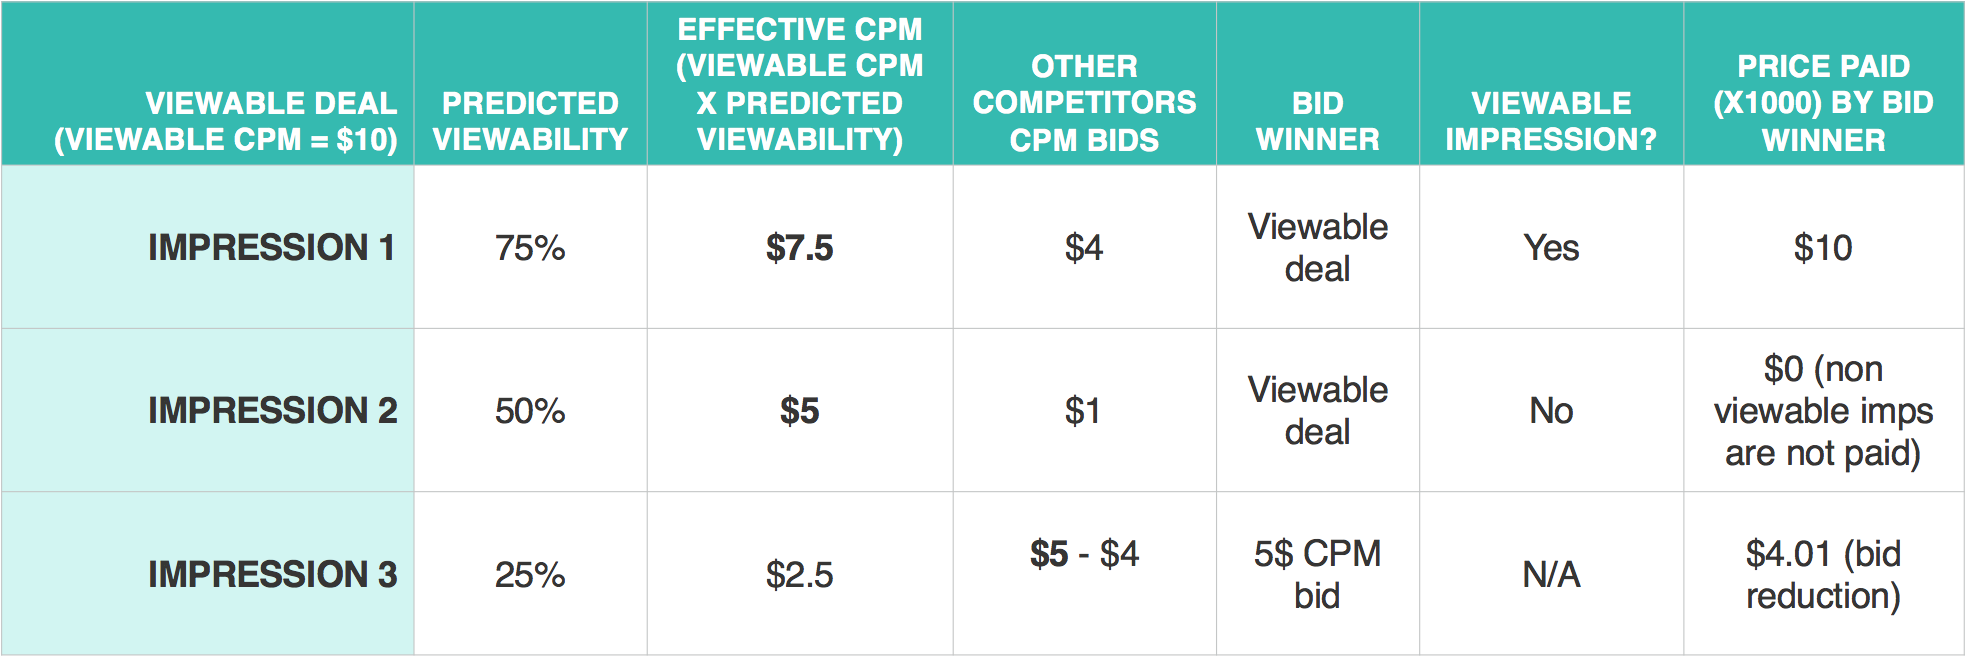 VIEWABLE DEAL
(VIEWABLE CPM = $10)
PREDICTED
VIEWABILITY
EFFECTIVE CPM
(VIEWABLE CPM
X PREDICTED
VIEWABILITY)
OTHER
COMPETITORS
CPM BIDS
BID
WINNER
VIEWABLE
IMPRESSION?
PRICE PAID
(X1000) BY BID
WINNER
IMPRESSION 1
75%
$7.5
$4
Viewable
deal
Yes
$10
IMPRESSION 2
50%
$5
$1
Viewable
deal
No
$0 (non
viewable imps
are not paid)
IMPRESSION 3
25%
$2.5
$5 - $4
5$ CPM
bid
N/A
$4.01 (bid
reduction)